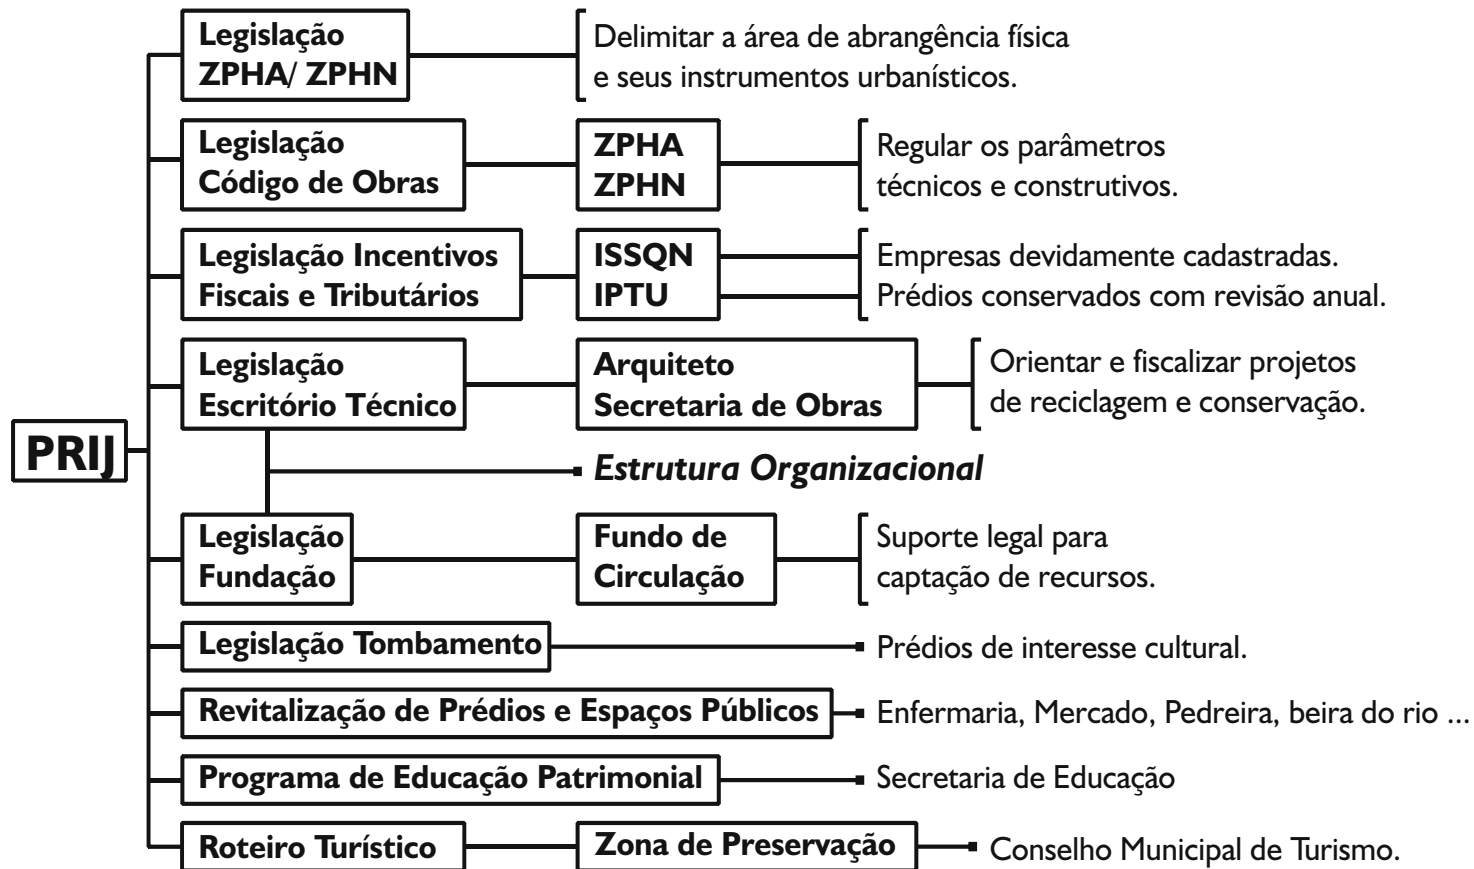 PRIJ
Legislação
ZPHA/ ZPHN
Delimitar a área de abrangência física
e seus instrumentos urbanísticos.
Legislação
Código de Obras
ZPHA
ZPHN
Regular os parâmetros
técnicos e construtivos.
Legislação Incentivos
Fiscais e Tributários
ISSQN
IPTU
Empresas devidamente cadastradas.
Prédios conservados com revisão anual.
Legislação
Escritório Técnico
Arquiteto
Secretaria de Obras
Orientar e fiscalizar projetos
de reciclagem e conservação.
Estrutura Organizacional
Legislação
Fundação
Fundo de
Circulação
Suporte legal para
captação de recursos.
Legislação Tombamento
Prédios de interesse cultural.
Revitalização de Prédios e Espaços Públicos
Enfermaria, Mercado, Pedreira, beira do rio ...
Programa de Educação Patrimonial
Secretaria de Educação
Roteiro Turístico
Zona de Preservação
Conselho Municipal de Turismo.